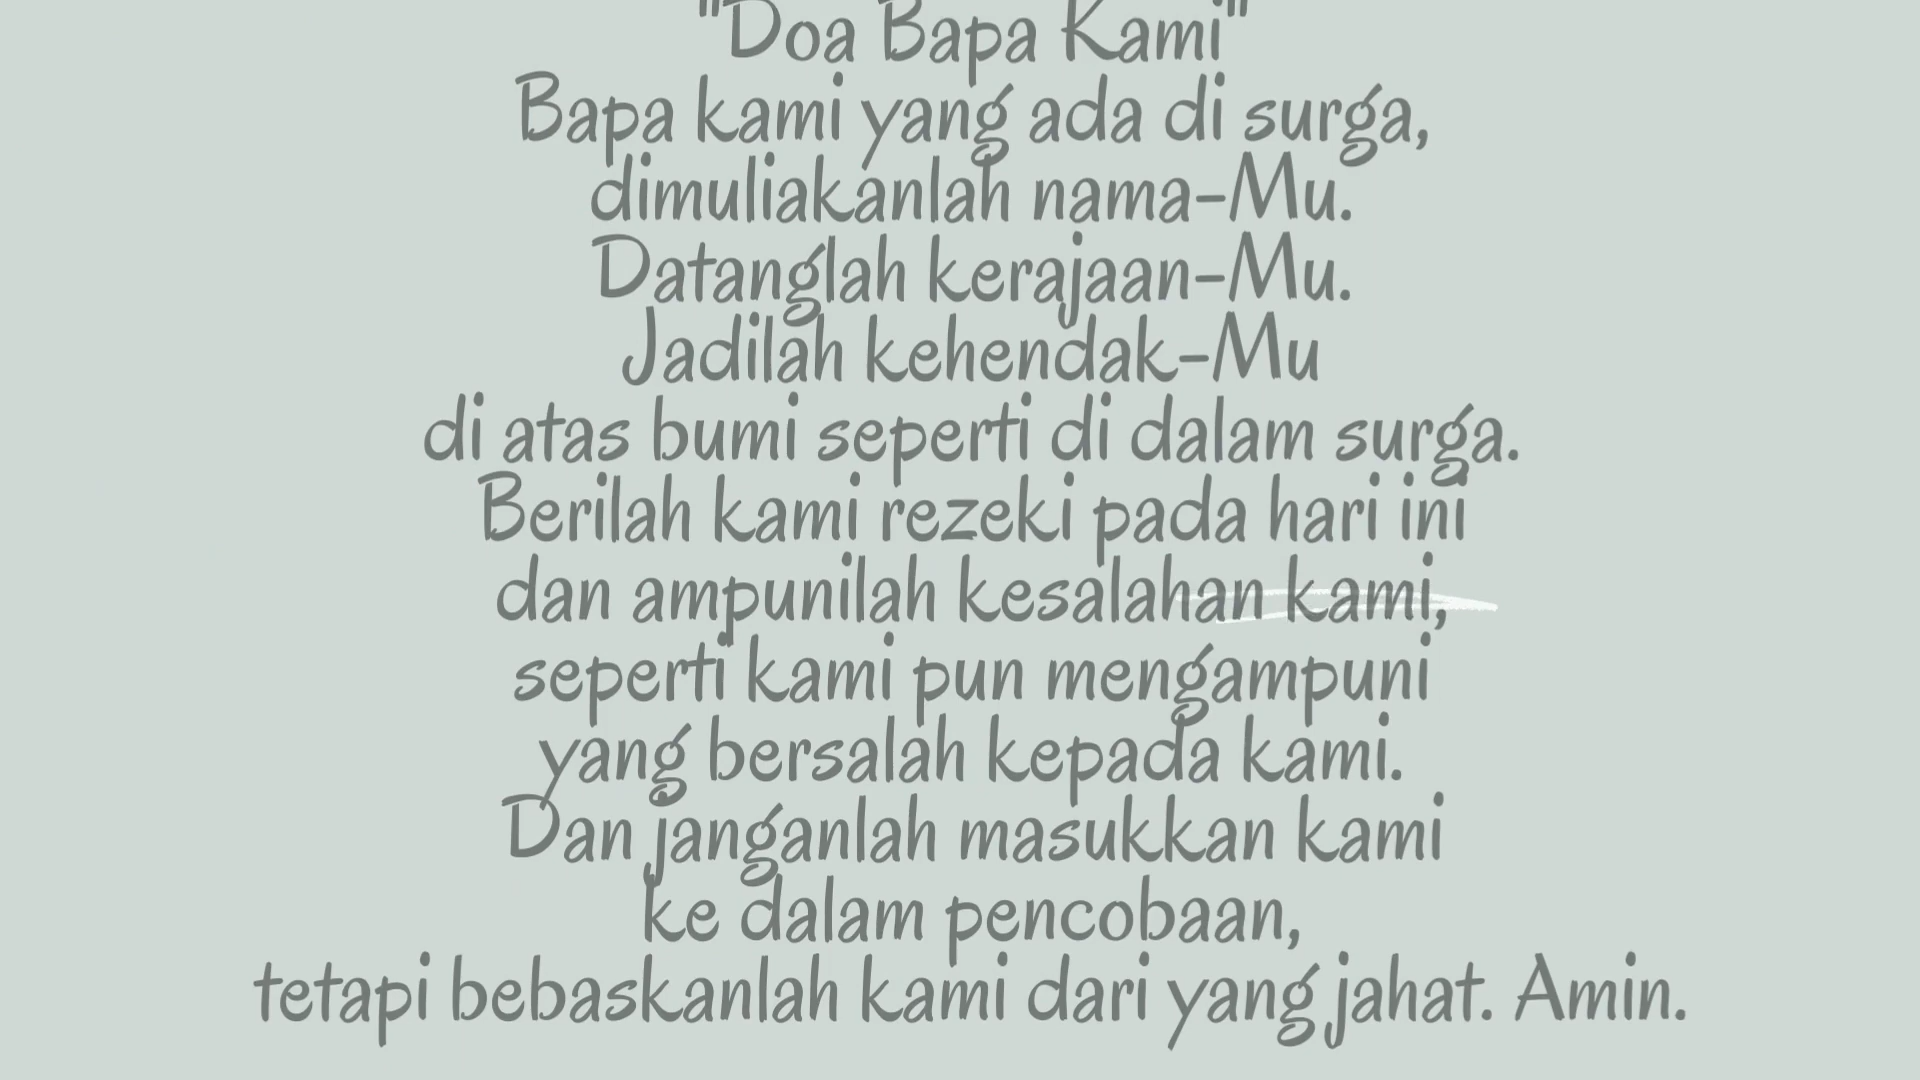 "Doa Bapa Kami"
Bapa kami yang ada di surga,
dimuliakanlah nama-Mu.
Datanglah kerajaan-Mu.
Jadilah kehendak-Mu
di atas bumi seperti di dalam surga.
Berilah kami rezeki pada hari ini
dan ampunilah kesalahan kami,
seperti kami pun mengampuni
yang bersalah kepada kami.
Dan janganlah masukkan kami
ke dalam pencobaan,
tetapi bebaskanlah kami dari yang jahat. Amin.